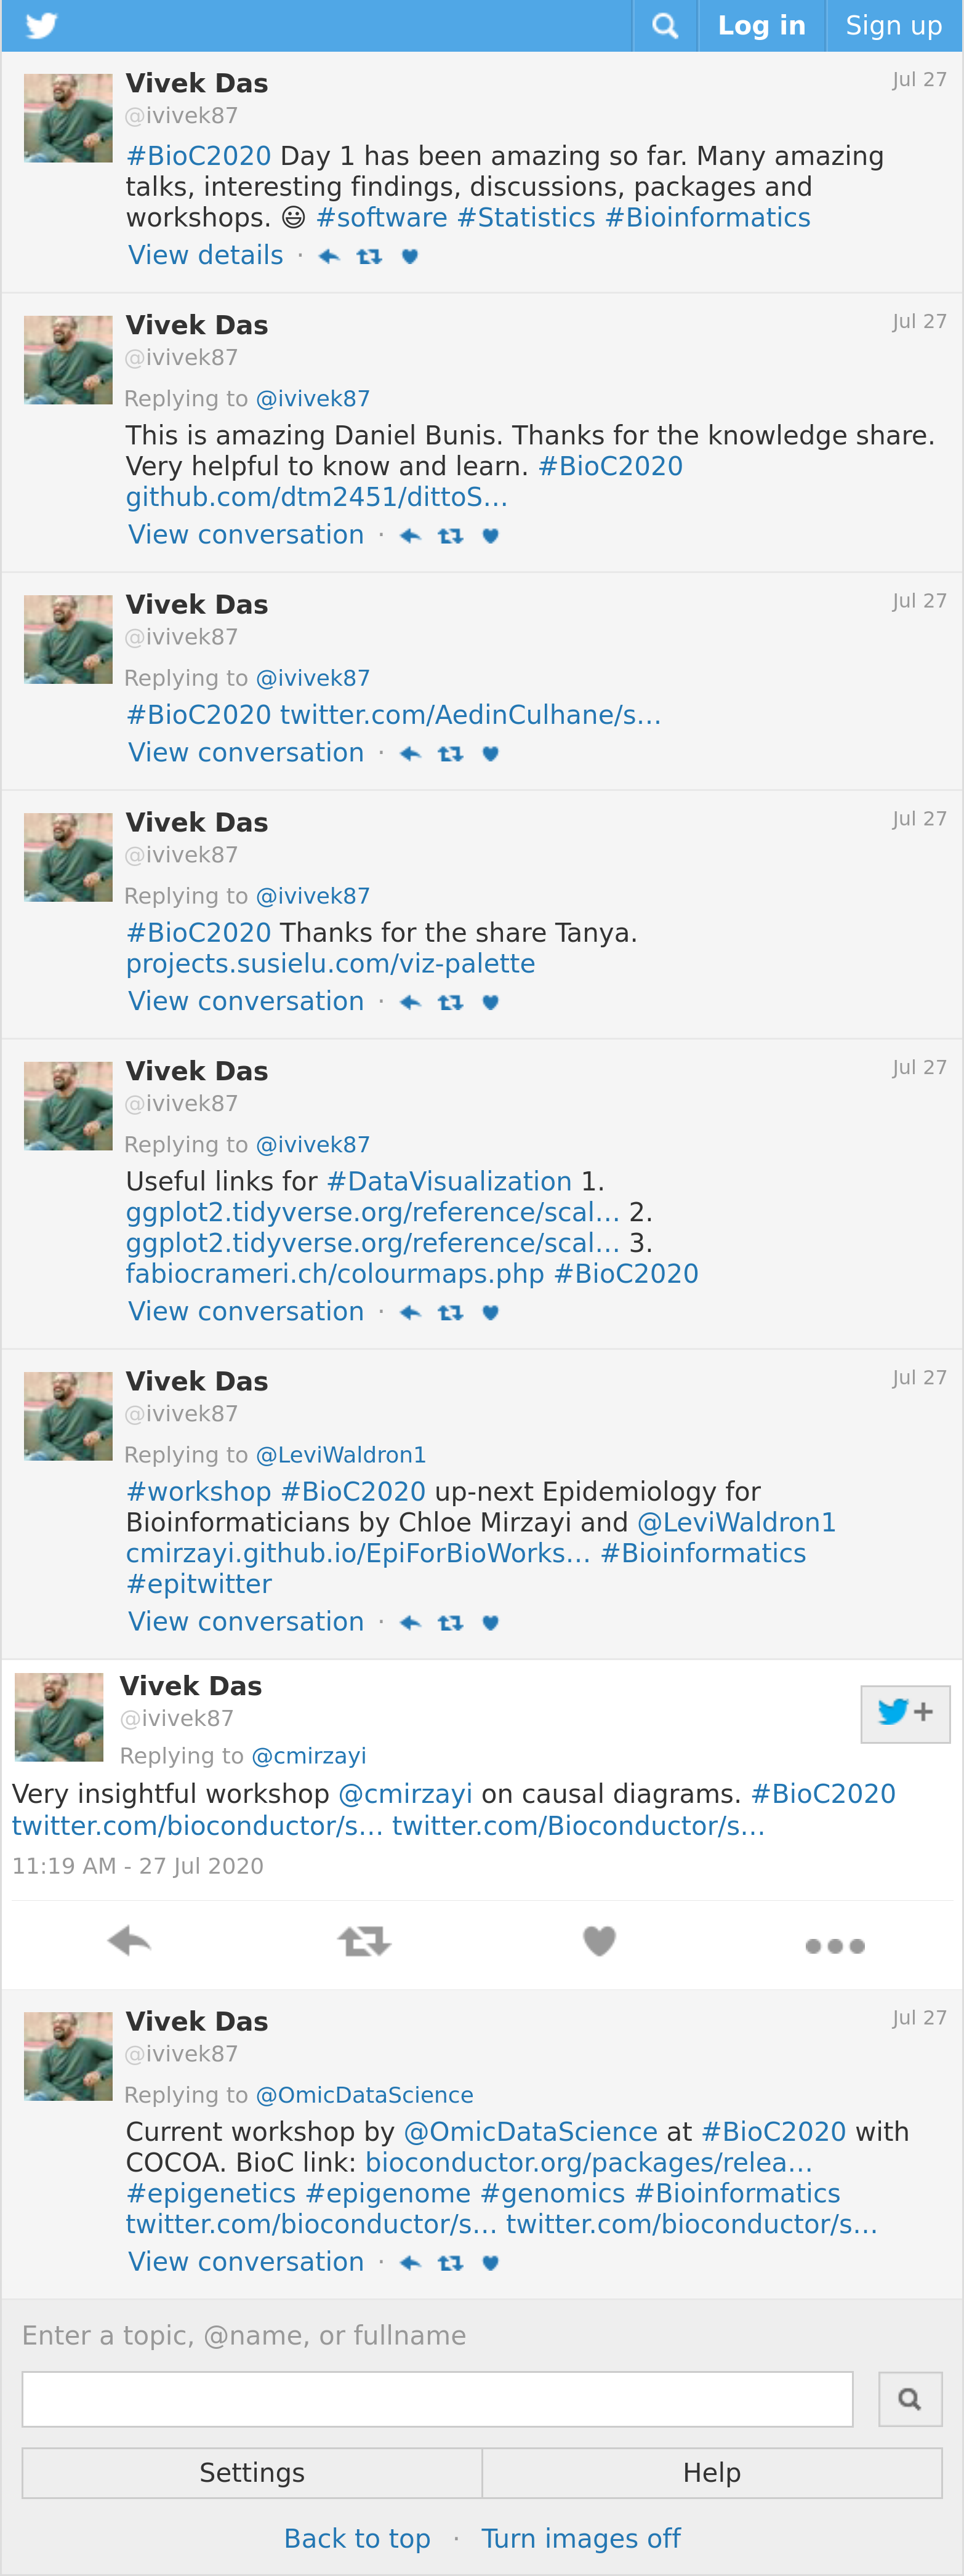 Log in
Sign up
Vivek Das
Jul 27
@ivivek87
#BioC2020 Day 1 has been amazing so far. Many amazing
talks, interesting findings, discussions, packages and
workshops. 😃 #software #Statistics #Bioinformatics
View details ·
Vivek Das
Jul 27
@ivivek87
Replying to @ivivek87
This is amazing Daniel Bunis. Thanks for the knowledge share.
Very helpful to know and learn. #BioC2020
github.com/dtm2451/dittoS…
View conversation ·
Vivek Das
Jul 27
@ivivek87
Replying to @ivivek87
#BioC2020 twitter.com/AedinCulhane/s…
View conversation ·
Vivek Das
Jul 27
@ivivek87
Replying to @ivivek87
#BioC2020 Thanks for the share Tanya.
projects.susielu.com/viz-palette
View conversation ·
Vivek Das
Jul 27
@ivivek87
Replying to @ivivek87
Useful links for #DataVisualization 1.
ggplot2.tidyverse.org/reference/scal… 2.
ggplot2.tidyverse.org/reference/scal… 3.
fabiocrameri.ch/colourmaps.php #BioC2020
View conversation ·
Vivek Das
Jul 27
@ivivek87
Replying to @LeviWaldron1
#workshop #BioC2020 up-next Epidemiology for
Bioinformaticians by Chloe Mirzayi and @LeviWaldron1
cmirzayi.github.io/EpiForBioWorks… #Bioinformatics
#epitwitter
View conversation ·
Vivek Das
@ivivek87
+
Replying to @cmirzayi
Very insightful workshop @cmirzayi on causal diagrams. #BioC2020
twitter.com/bioconductor/s… twitter.com/Bioconductor/s…
11:19 AM - 27 Jul 2020
Vivek Das
Jul 27
@ivivek87
Replying to @OmicDataScience
Current workshop by @OmicDataScience at #BioC2020 with
COCOA. BioC link: bioconductor.org/packages/relea…
#epigenetics #epigenome #genomics #Bioinformatics
twitter.com/bioconductor/s… twitter.com/bioconductor/s…
View conversation ·
Enter a topic, @name, or fullname
Settings
Help
Back to top · Turn images off